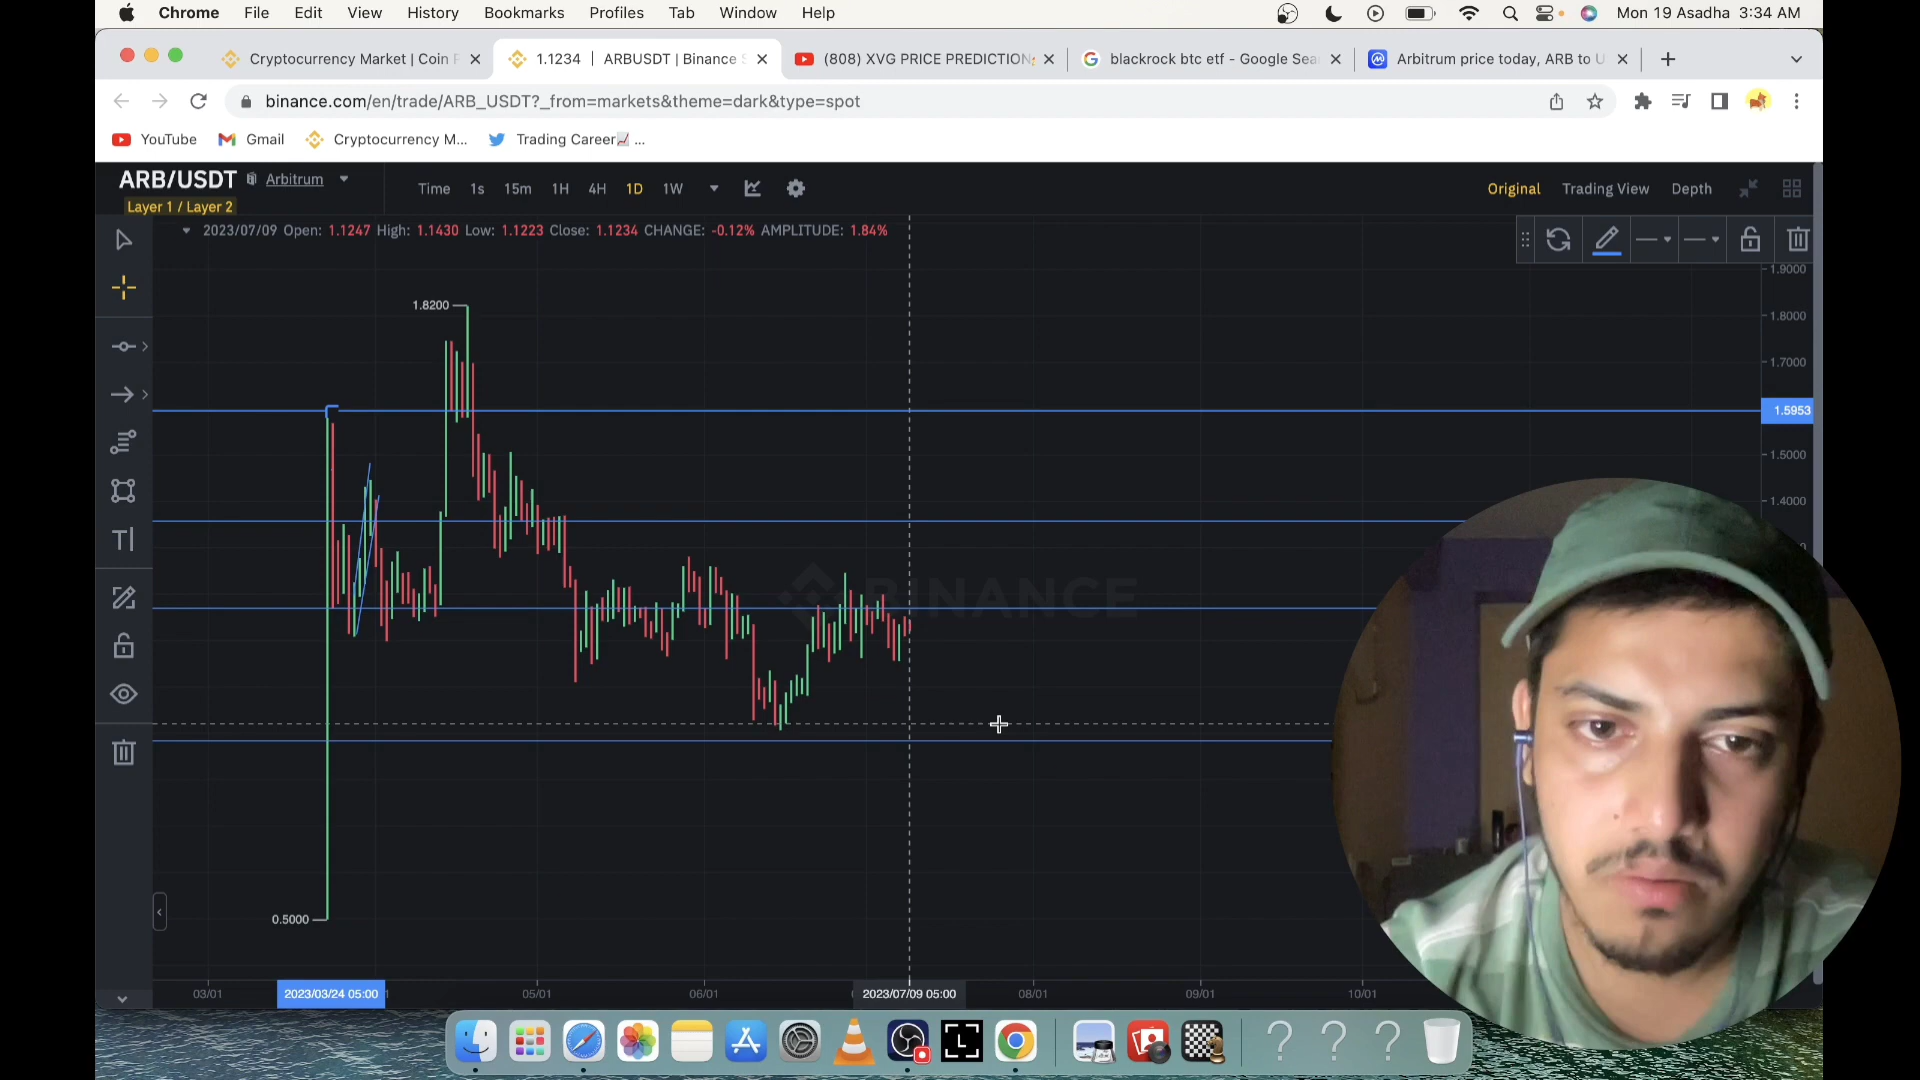 Chrome File Edit View History Bookmarks Profiles Tab Window Help Mon 19 Asadha 3:34 AM
Cryptocurrency Market | Coin 1.1234 | ARBUSDT | Binance (808) XVG PRICE PREDICTION blackrock btc etf - Google Sea Arbitrum price today, ARB to U
binance.com/en/trade/ARB_USDT?_from=markets&theme=dark&type=spot
YouTube Gmail Cryptocurrency M... Trading Career ...
ARB/USDT Arbitrum Time 1s 15m 1H 4H 1D 1W Original Trading View Depth
Layer 1 / Layer 2
2023/07/09 Open: 1.1247 High: 1.1430 Low: 1.1223 Close: 1.1234 CHANGE: -0.12% AMPLITUDE: 1.84%
1.9000
1.8200
1.8000
1.7000
1.5953
1.5000
1.4000
BINANCE
0.5000
03/01 2023/03/24 05:00 05/01 06/01 2023/07/09 05:00 08/01 09/01 10/01